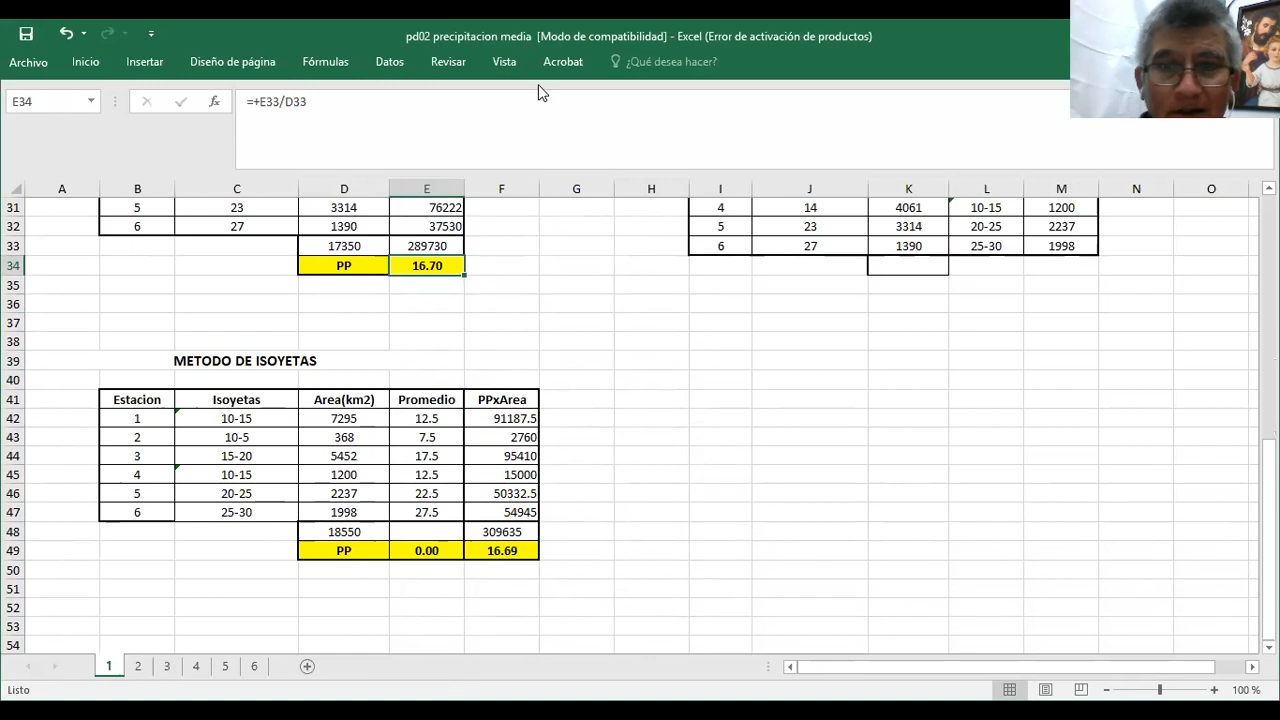 pd02 precipitacion media [Modo de compatibilidad] - Excel (Error de activación de productos)
Archivo Inicio Insertar Diseño de página Fórmulas Datos Revisar Vista Acrobat ¿Qué desea hacer?
E34 fx =+E33/D33
A B C D E F G H I J K L M N O
31 5 23 3314 76222 4 14 4061 10-15 1200
32 6 27 1390 37530 5 23 3314 20-25 2237
33 17350 289730 6 27 1390 25-30 1998
34 PP 16.70
35
36
37
38
39 METODO DE ISOYETAS
40
41 Estacion Isoyetas Area(km2) Promedio PPxArea
42 1 10-15 7295 12.5 91187.5
43 2 10-5 368 7.5 2760
44 3 15-20 5452 17.5 95410
45 4 10-15 1200 12.5 15000
46 5 20-25 2237 22.5 50332.5
47 6 25-30 1998 27.5 54945
48 18550 309635
49 PP 0.00 16.69
50
51
52
53
54
1 2 3 4 5 6
Listo 100 %